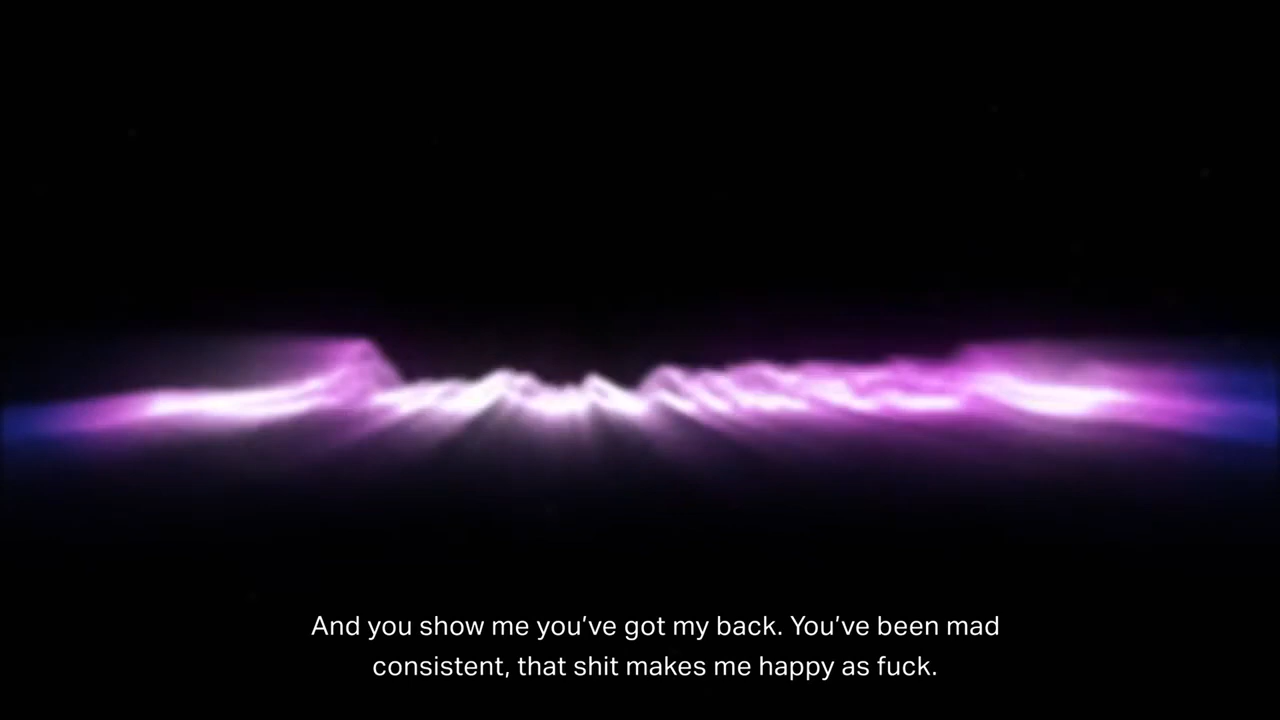 And you show me you’ve got my back. You’ve been mad
consistent, that shit makes me happy as fuck.